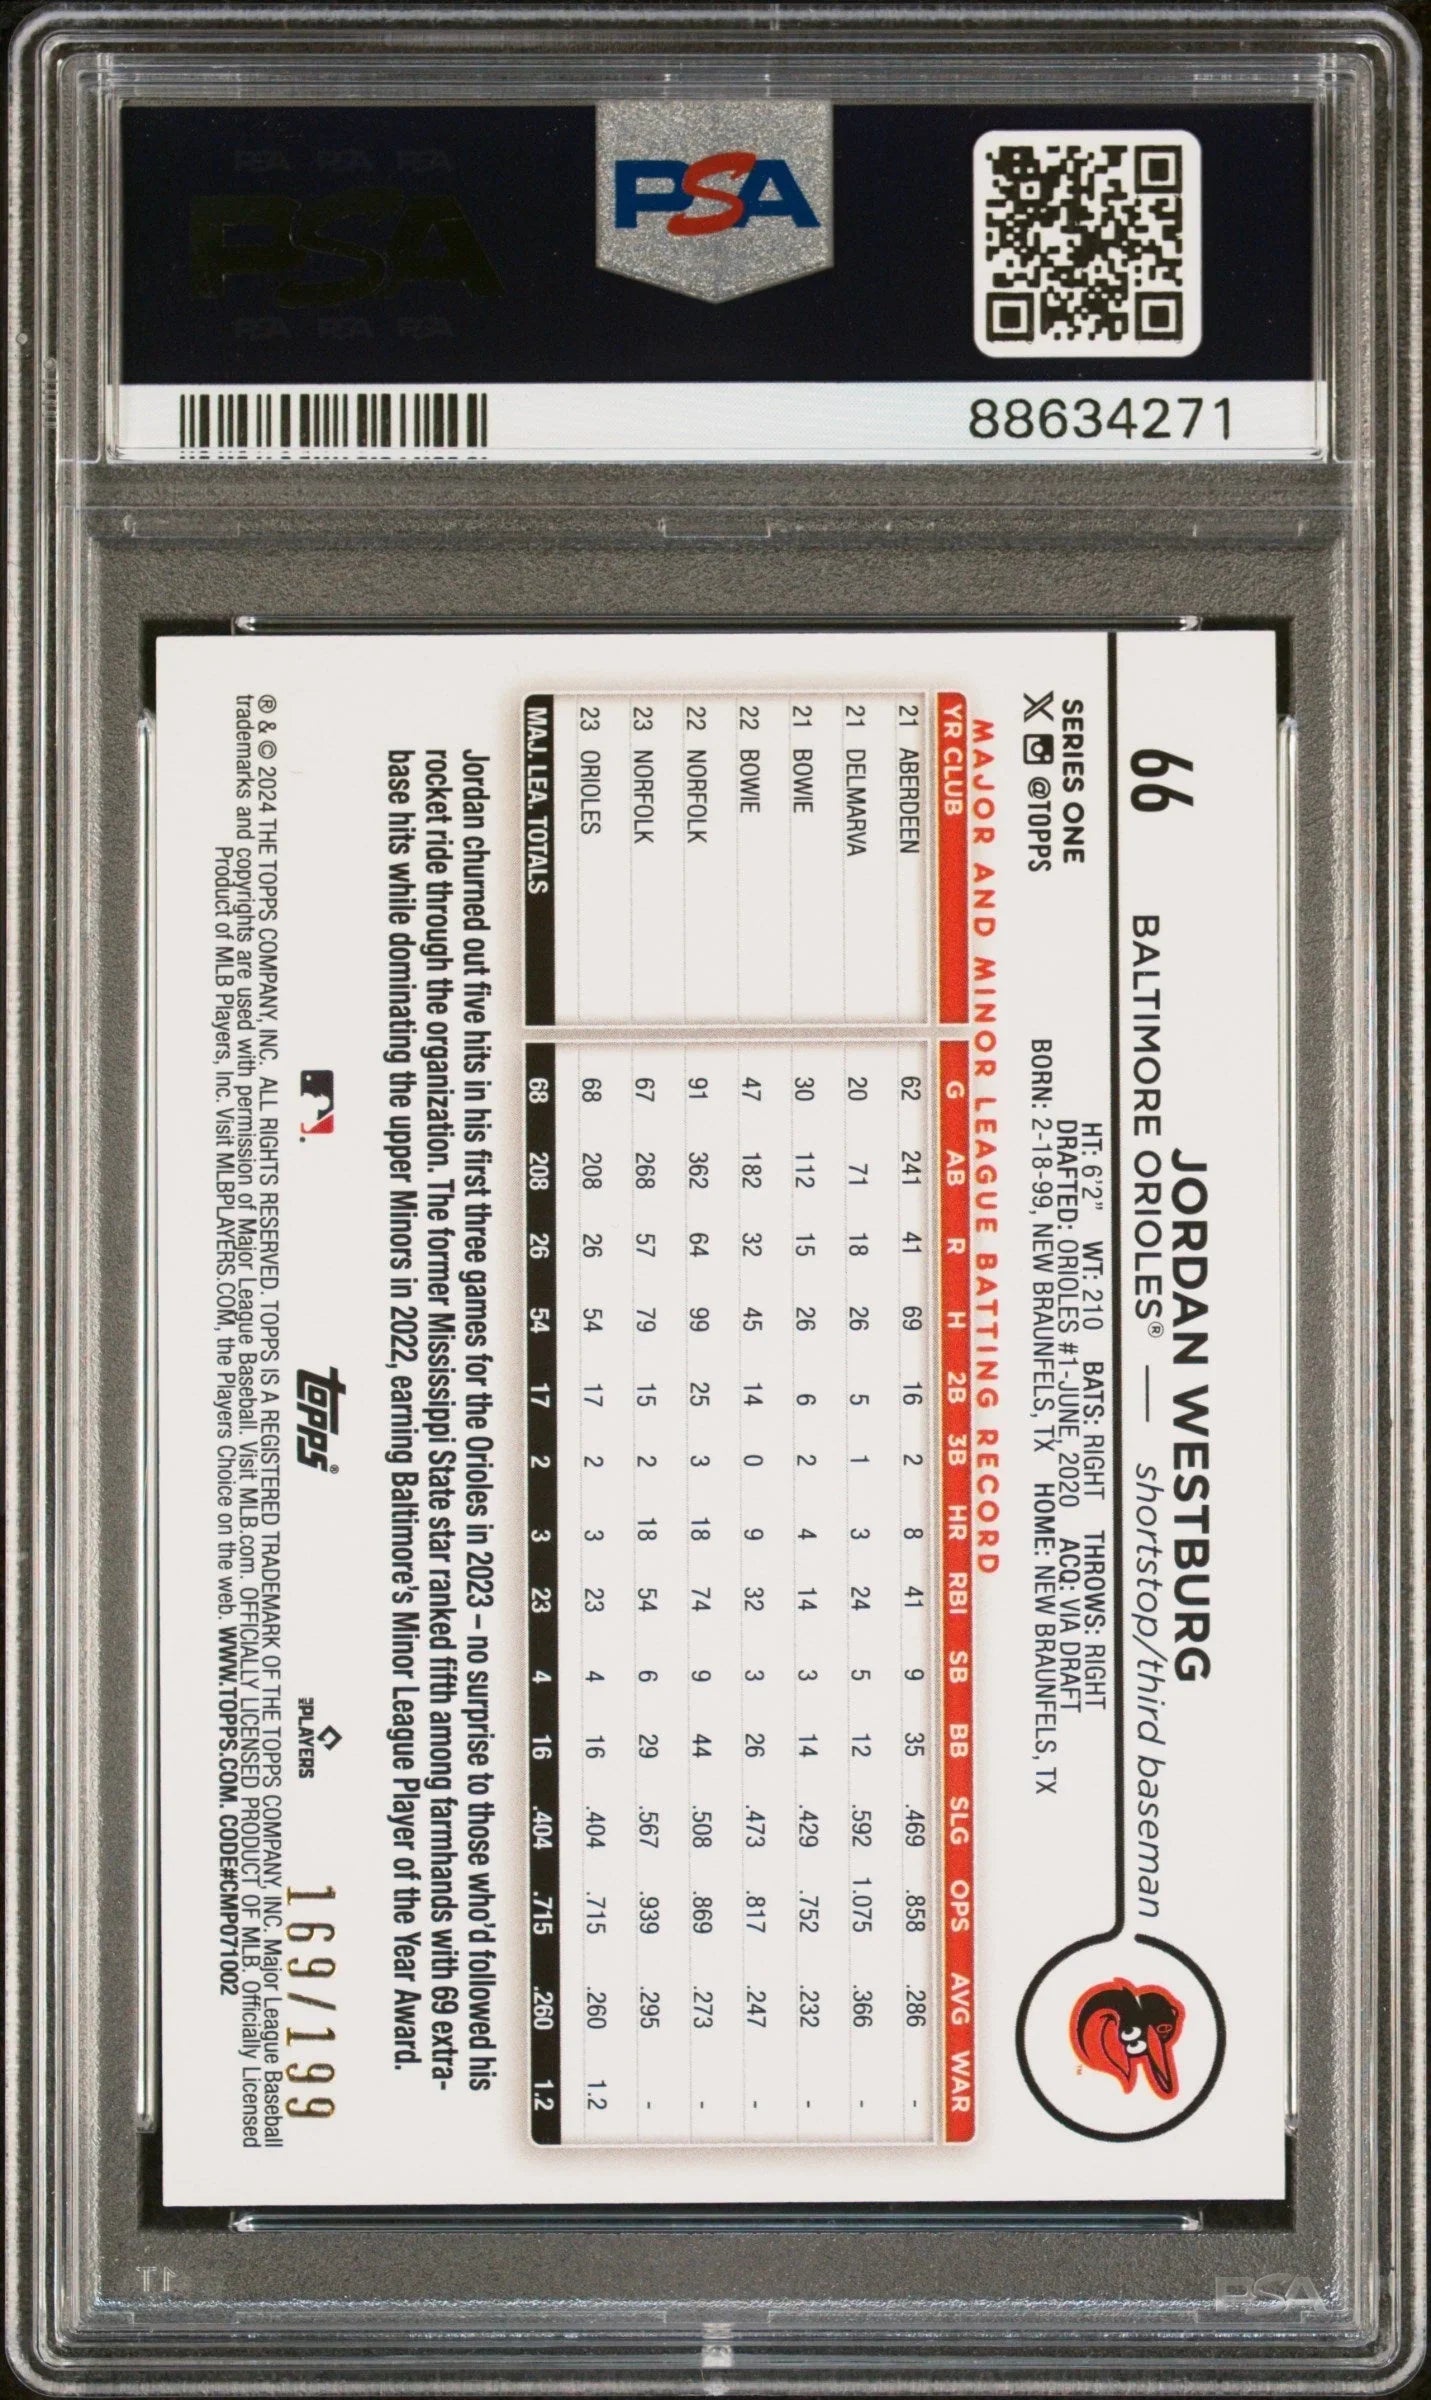 PSA PSA PSA
PSA
PSA PSA PSA
PSA
88634271
66
JORDAN WESTBURG
BALTIMORE ORIOLES® — shortstop/third baseman
SERIES ONE
X @TOPPS
HT: 6'2" WT: 210 BATS: RIGHT THROWS: RIGHT
DRAFTED: ORIOLES #1-JUNE, 2020 ACQ: VIA DRAFT
BORN: 2-18-99, NEW BRAUNFELS, TX HOME: NEW BRAUNFELS, TX
MAJOR AND MINOR LEAGUE BATTING RECORD
YR CLUB G AB R H 2B 3B HR RBI SB BB SLG OPS AVG WAR
21 ABERDEEN 62 241 41 69 16 2 8 41 9 35 .469 .858 .286 -
21 DELMARVA 20 71 18 26 5 1 3 24 5 12 .592 1.075 .366 -
21 BOWIE 30 112 15 26 6 2 4 14 3 14 .429 .752 .232 -
22 BOWIE 47 182 32 45 14 0 9 32 3 26 .473 .817 .247 -
22 NORFOLK 91 362 64 99 25 3 18 74 9 44 .508 .869 .273 -
23 NORFOLK 67 268 57 79 15 2 18 54 6 29 .567 .939 .295 -
23 ORIOLES 68 208 26 54 17 2 3 23 4 16 .404 .715 .260 1.2
MAJ. LEA. TOTALS 68 208 26 54 17 2 3 23 4 16 .404 .715 .260 1.2
Jordan churned out five hits in his first three games for the Orioles in 2023 – no surprise to those who'd followed his
rocket ride through the organization. The former Mississippi State star ranked fifth among farmhands with 69 extra-
base hits while dominating the upper Minors in 2022, earning Baltimore's Minor League Player of the Year Award.
topps®
PLAYERS
169/199
® & © 2024 THE TOPPS COMPANY, INC. ALL RIGHTS RESERVED. TOPPS IS A REGISTERED TRADEMARK OF THE TOPPS COMPANY, INC. Major League Baseball
trademarks and copyrights are used with permission of Major League Baseball. Visit MLB.com. OFFICIALLY LICENSED PRODUCT OF MLB. Officially Licensed
Product of MLB Players, Inc. Visit MLBPLAYERS.COM, the Players Choice on the web. WWW.TOPPS.COM. CODE#CMP071002
PSA